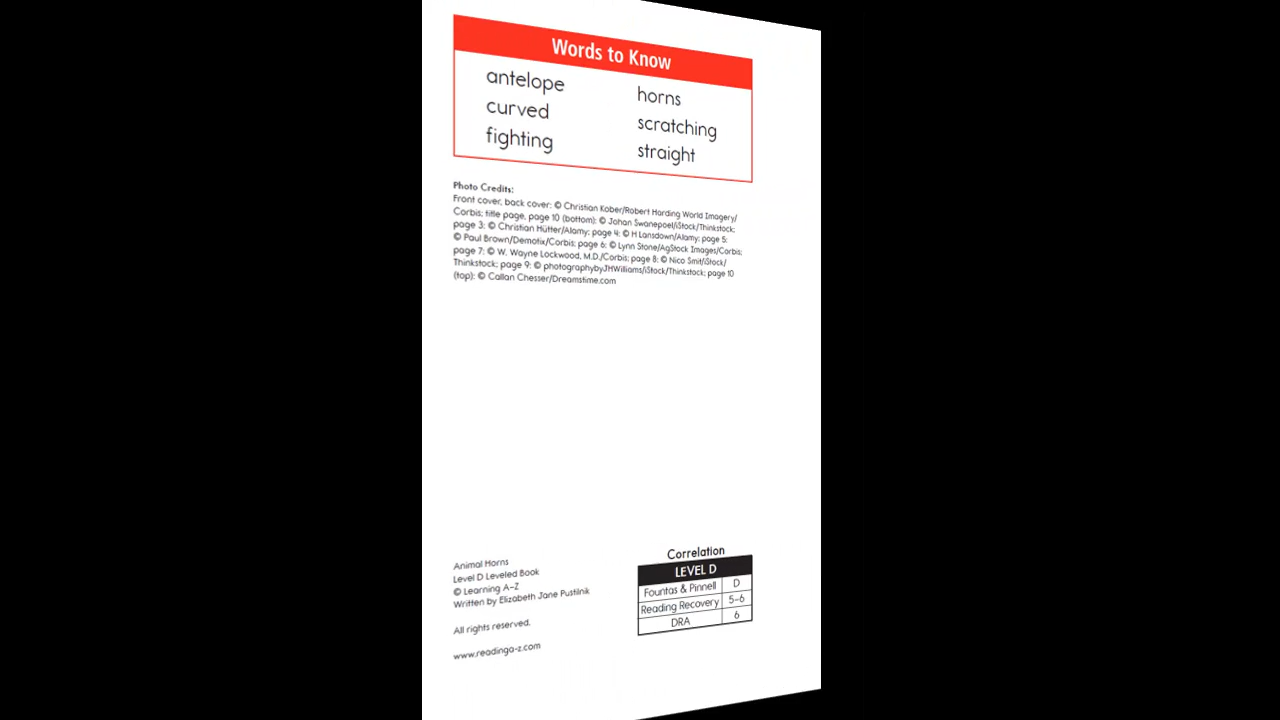 Words to Know
antelope
curved
fighting
horns
scratching
straight
Photo Credits:
Front cover, back cover: © Christian Kober/Robert Harding World Imagery/
Corbis; title page, page 10 (bottom): © Johan Swanepoel/iStock/Thinkstock;
page 3: © Christian Hütter/Alamy; page 4: © H Lansdown/Alamy; page 5:
© Paul Brown/Demotix/Corbis; page 6: © Lynn Stone/AgStock Images/Corbis;
page 7: © W. Wayne Lockwood, M.D./Corbis; page 8: © Nico Smit/iStock/
Thinkstock; page 9: © photographybyJHWilliams/iStock/Thinkstock; page 10
(top): © Callan Chesser/Dreamstime.com
Animal Horns
Level D Leveled Book
© Learning A–Z
Written by Elizabeth Jane Pustilnik
All rights reserved.
www.readinga-z.com
Correlation
LEVEL D
Fountas & Pinnell D
Reading Recovery 5–6
DRA 6